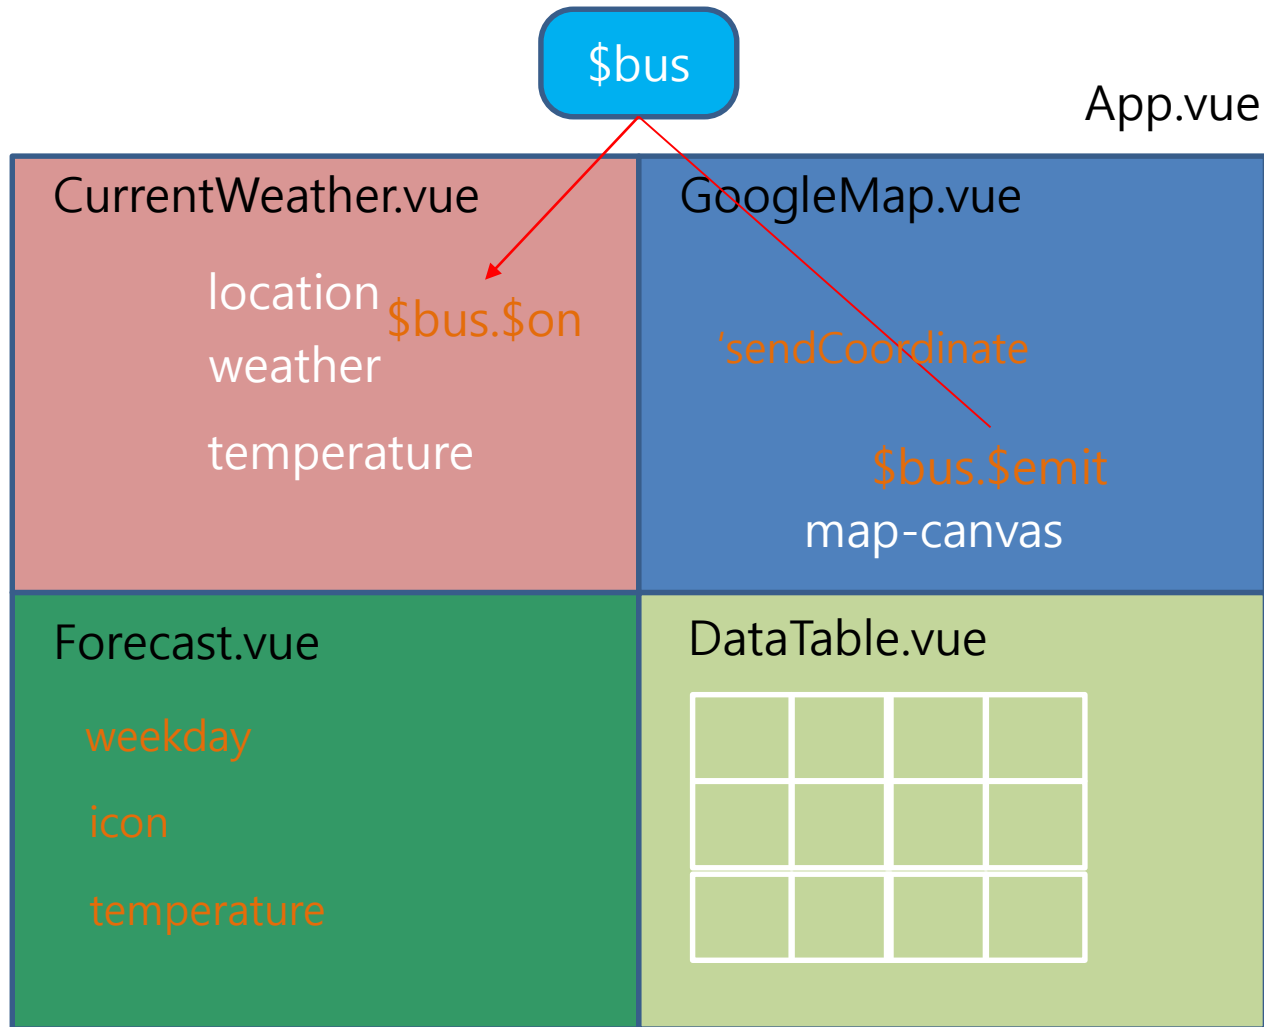 $bus
App.vue
CurrentWeather.vue
location
$bus.$on
weather
temperature
GoogleMap.vue
'sendCoordinate
$bus.$emit
map-canvas
Forecast.vue
weekday
icon
temperature
DataTable.vue